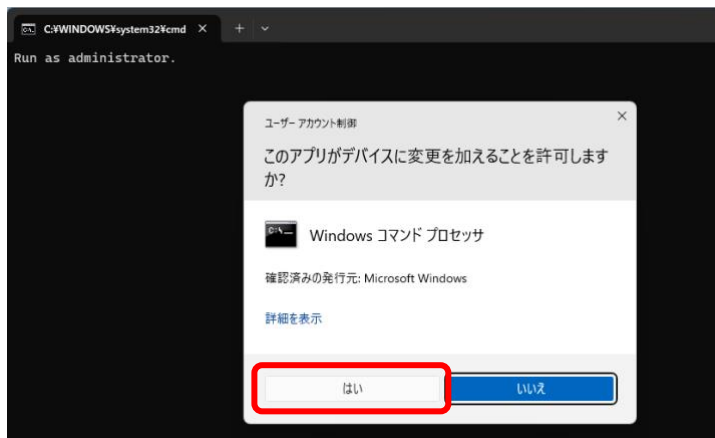 C:¥WINDOWS¥system32¥cmd
Run as administrator.
ユーザー アカウント制御
このアプリがデバイスに変更を加えることを許可します
か?
Windows コマンド プロセッサ
確認済みの発行元: Microsoft Windows
詳細を表示
はい
いいえ